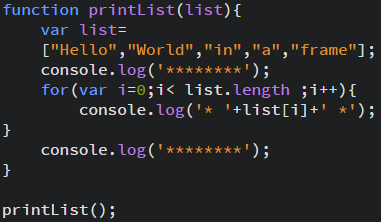 function printList(list){
    var list=
    ["Hello","World","in","a","frame"];
    console.log('********');
    for(var i=0;i< list.length ;i++){
        console.log('* '+list[i]+' *');
}
    console.log('********');
}

printList();